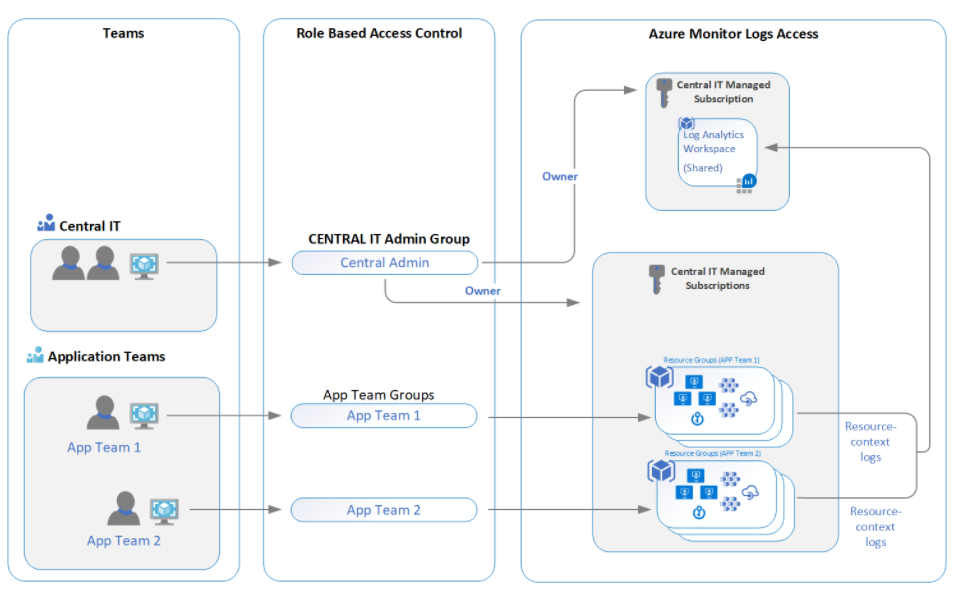 Teams
Role Based Access Control
Azure Monitor Logs Access
Central IT Managed
Subscription
Log Analytics
Workspace
(Shared)
Owner
Central IT
CENTRAL IT Admin Group
Central Admin
Owner
Central IT Managed
Subscriptions
Application Teams
Resource Groups (APP Team 1)
App Team Groups
App Team 1
App Team 1
Resource-
context
logs
Resource Groups (APP Team 2)
App Team 2
App Team 2
Resource-
context
logs